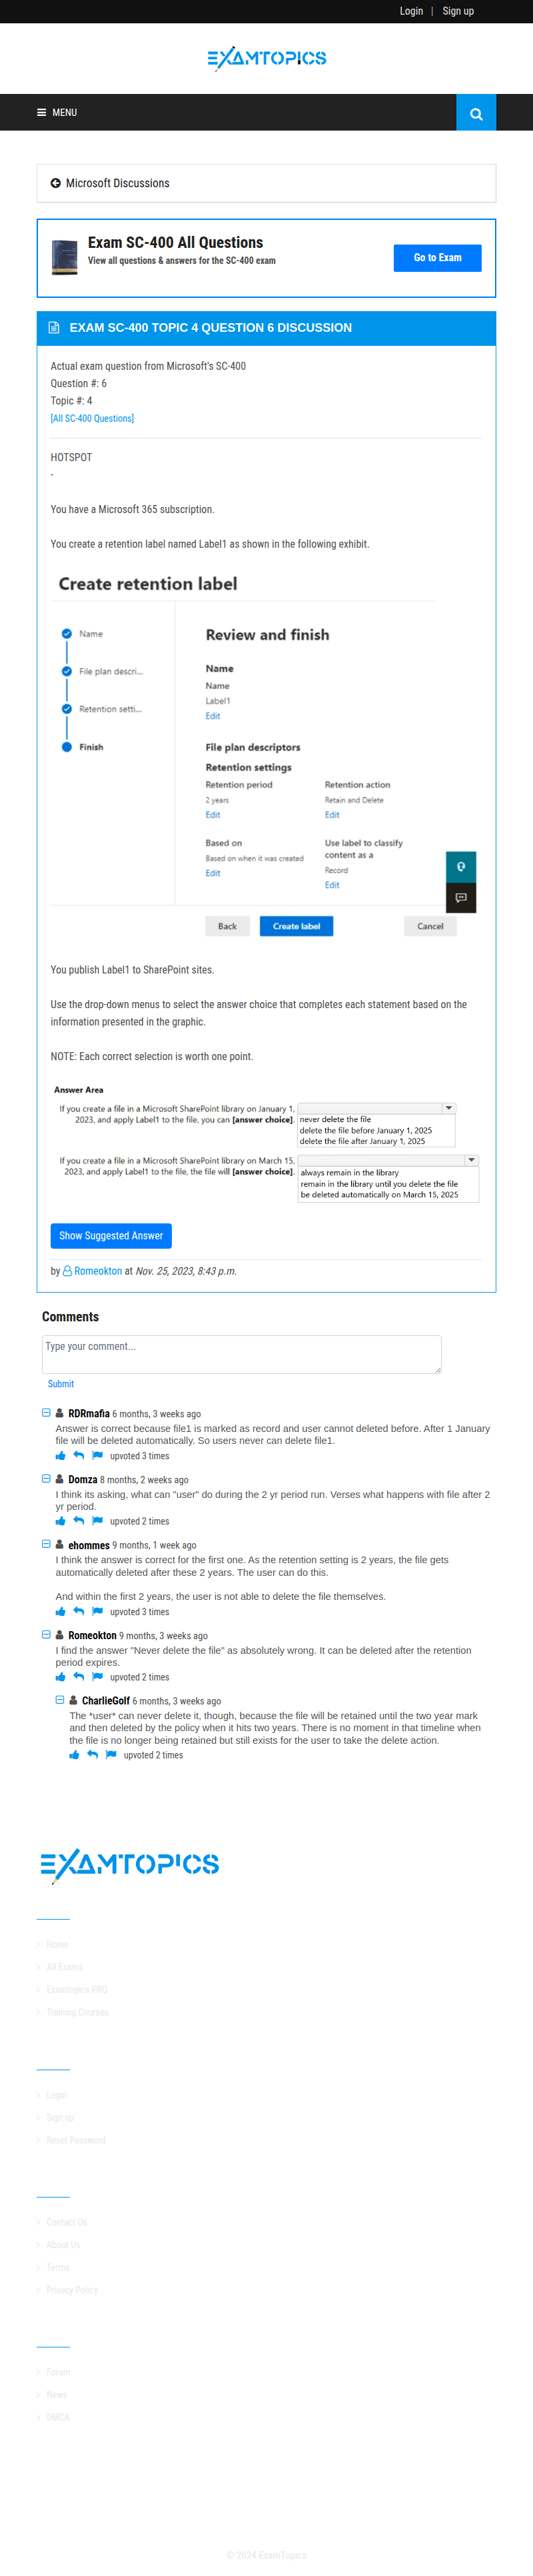 Login | Sign up
EXAMTOPICS
MENU
Microsoft Discussions
Exam SC-400 All Questions
View all questions & answers for the SC-400 exam
Go to Exam
EXAM SC-400 TOPIC 4 QUESTION 6 DISCUSSION
Actual exam question from Microsoft's SC-400
Question #: 6
Topic #: 4
[All SC-400 Questions]
HOTSPOT
-
You have a Microsoft 365 subscription.
You create a retention label named Label1 as shown in the following exhibit.
Create retention label
Name
File plan descri...
Retention setti...
Finish
Review and finish
Name
Name
Label1
Edit
File plan descriptors
Retention settings
Retention period
2 years
Edit
Retention action
Retain and Delete
Edit
Based on
Based on when it was created
Edit
Use label to classify
content as a
Record
Edit
Back
Create label
Cancel
You publish Label1 to SharePoint sites.
Use the drop-down menus to select the answer choice that completes each statement based on the
information presented in the graphic.
NOTE: Each correct selection is worth one point.
Answer Area
If you create a file in a Microsoft SharePoint library on January 1,
2023, and apply Label1 to the file, you can [answer choice].
never delete the file
delete the file before January 1, 2025
delete the file after January 1, 2025
If you create a file in a Microsoft SharePoint library on March 15,
2023, and apply Label1 to the file, the file will [answer choice].
always remain in the library
remain in the library until you delete the file
be deleted automatically on March 15, 2025
Show Suggested Answer
by Romeokton at Nov. 25, 2023, 8:43 p.m.
Comments
Type your comment...
Submit
RDRmafia 6 months, 3 weeks ago
Answer is correct because file1 is marked as record and user cannot deleted before. After 1 January
file will be deleted automatically. So users never can delete file1.
upvoted 3 times
Domza 8 months, 2 weeks ago
I think its asking, what can "user" do during the 2 yr period run. Verses what happens with file after 2
yr period.
upvoted 2 times
ehommes 9 months, 1 week ago
I think the answer is correct for the first one. As the retention setting is 2 years, the file gets
automatically deleted after these 2 years. The user can do this.
And within the first 2 years, the user is not able to delete the file themselves.
upvoted 3 times
Romeokton 9 months, 3 weeks ago
I find the answer "Never delete the file" as absolutely wrong. It can be deleted after the retention
period expires.
upvoted 2 times
CharlieGolf 6 months, 3 weeks ago
The *user* can never delete it, though, because the file will be retained until the two year mark
and then deleted by the policy when it hits two years. There is no moment in that timeline when
the file is no longer being retained but still exists for the user to take the delete action.
upvoted 2 times
EXAMTOPICS
Home
All Exams
Examtopics PRO
Training Courses
Login
Sign up
Reset Password
Contact Us
About Us
Terms
Privacy Policy
Forum
News
DMCA
© 2024 ExamTopics